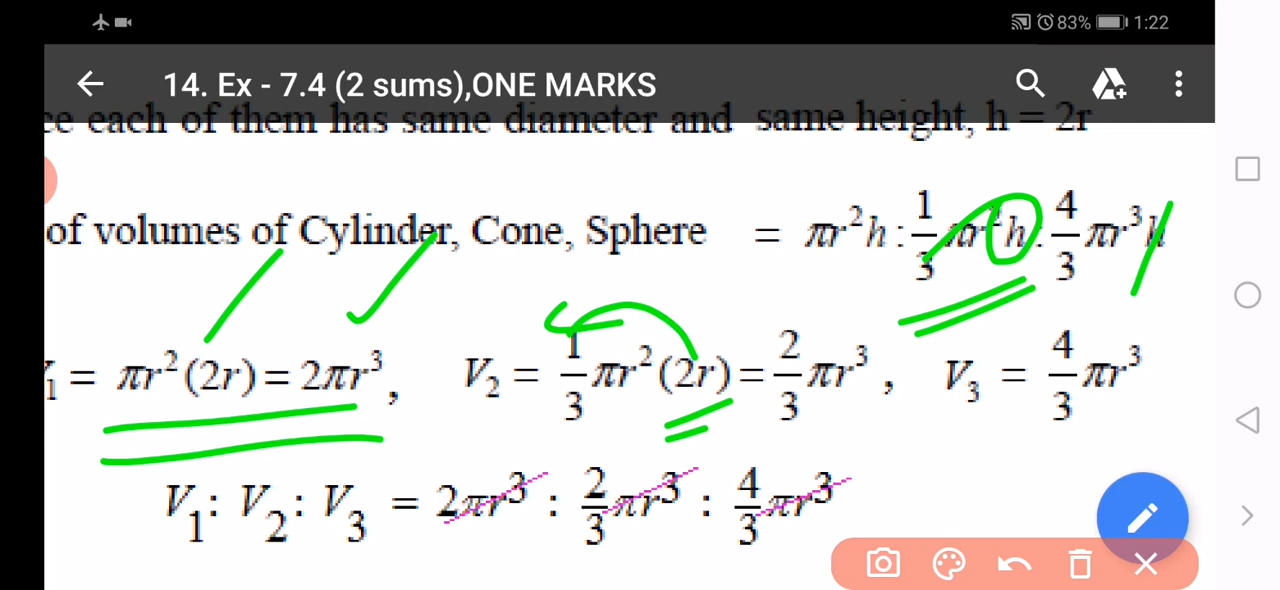 83% 1:22
14. Ex - 7.4 (2 sums),ONE MARKS
ce each of them has same diameter and same height, h = 2r
of volumes of Cylinder, Cone, Sphere = πr²h : 1/3 πr²h : 4/3 πr³h
V₁ = πr²(2r) = 2πr³, V₂ = 1/3 πr²(2r) = 2/3 πr³ , V₃ = 4/3 πr³
V₁ : V₂ : V₃ = 2πr³ : 2/3 πr³ : 4/3 πr³